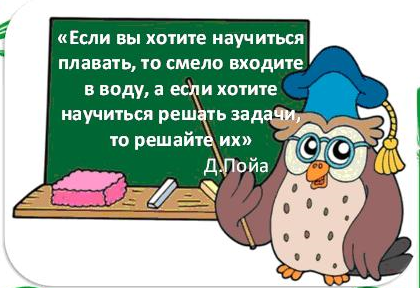 «Если вы хотите научиться
плавать, то смело входите
в воду, а если хотите
научиться решать задачи,
то решайте их»
Д.Пойа